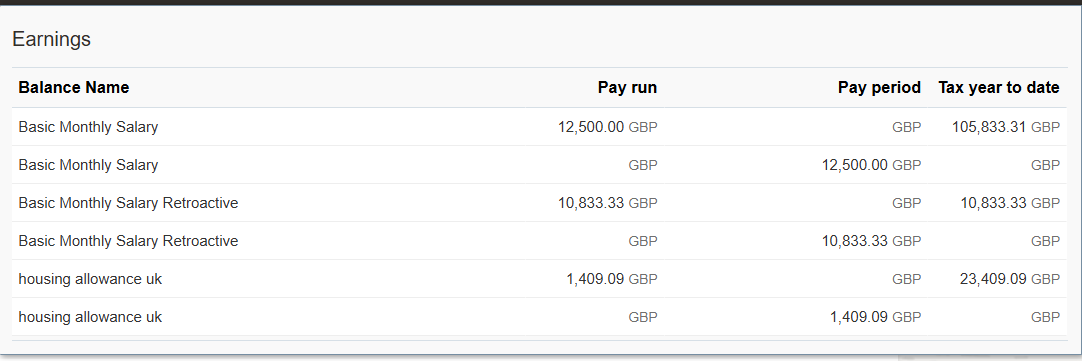 Earnings
Balance Name Pay run Pay period Tax year to date
Basic Monthly Salary 12,500.00 GBP GBP 105,833.31 GBP
Basic Monthly Salary GBP 12,500.00 GBP GBP
Basic Monthly Salary Retroactive 10,833.33 GBP GBP 10,833.33 GBP
Basic Monthly Salary Retroactive GBP 10,833.33 GBP GBP
housing allowance uk 1,409.09 GBP GBP 23,409.09 GBP
housing allowance uk GBP 1,409.09 GBP GBP